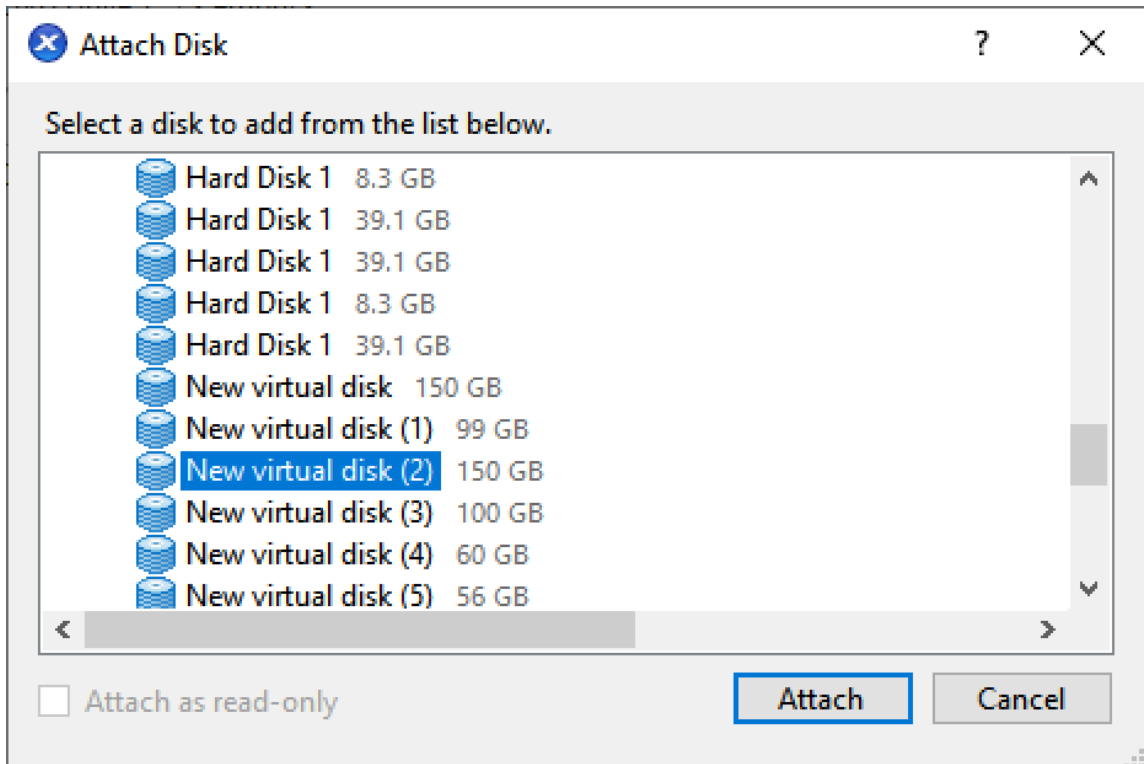 Attach Disk ? ×
Select a disk to add from the list below.
Hard Disk 1 8.3 GB
Hard Disk 1 39.1 GB
Hard Disk 1 39.1 GB
Hard Disk 1 8.3 GB
Hard Disk 1 39.1 GB
New virtual disk 150 GB
New virtual disk (1) 99 GB
New virtual disk (2) 150 GB
New virtual disk (3) 100 GB
New virtual disk (4) 60 GB
New virtual disk (5) 56 GB
Attach as read-only Attach Cancel